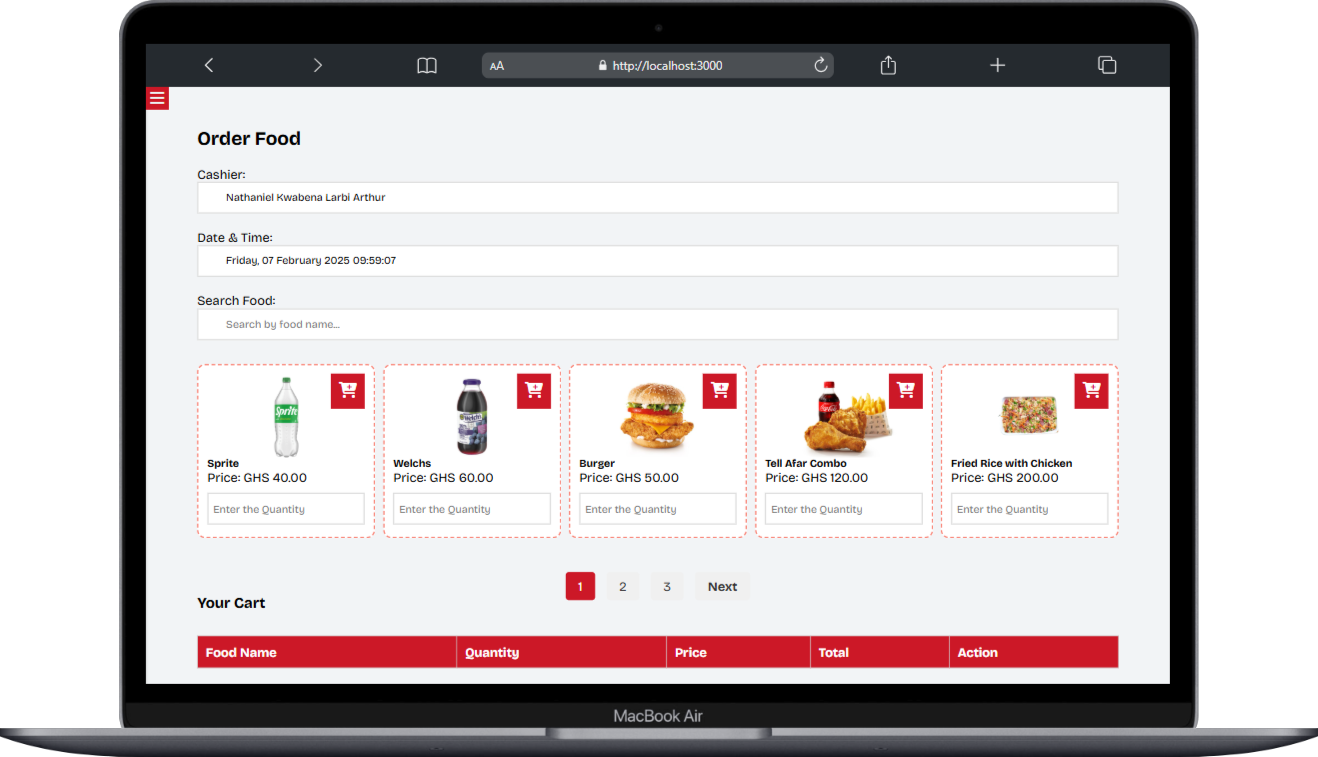 AA
http://localhost:3000
Order Food
Cashier:
Nathaniel Kwabena Larbi Arthur
Date & Time:
Friday, 07 February 2025 09:59:07
Search Food:
Search by food name...
Sprite
Welchs
Sprite Welchs Burger Tell Afar Combo Fried Rice with Chicken
Price: GHS 40.00 Price: GHS 60.00 Price: GHS 50.00 Price: GHS 120.00 Price: GHS 200.00
Enter the Quantity Enter the Quantity Enter the Quantity Enter the Quantity Enter the Quantity
1 2 3 Next
Your Cart
Food Name Quantity Price Total Action
MacBook Air